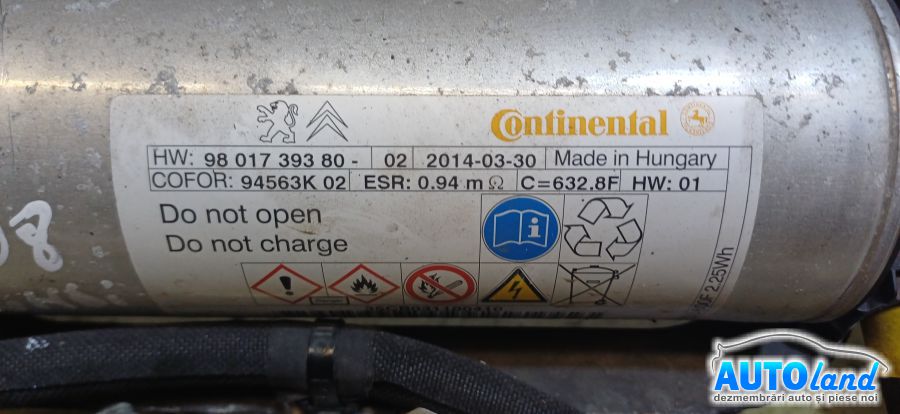 Continental
HW: 98 017 393 80 - 02 2014-03-30 Made in Hungary
COFOR: 94563K 02 ESR: 0.94 m Ω C=632.8F HW: 01
Do not open
Do not charge
2.25Wh
08
AUTOland
dezmembrări auto și piese noi